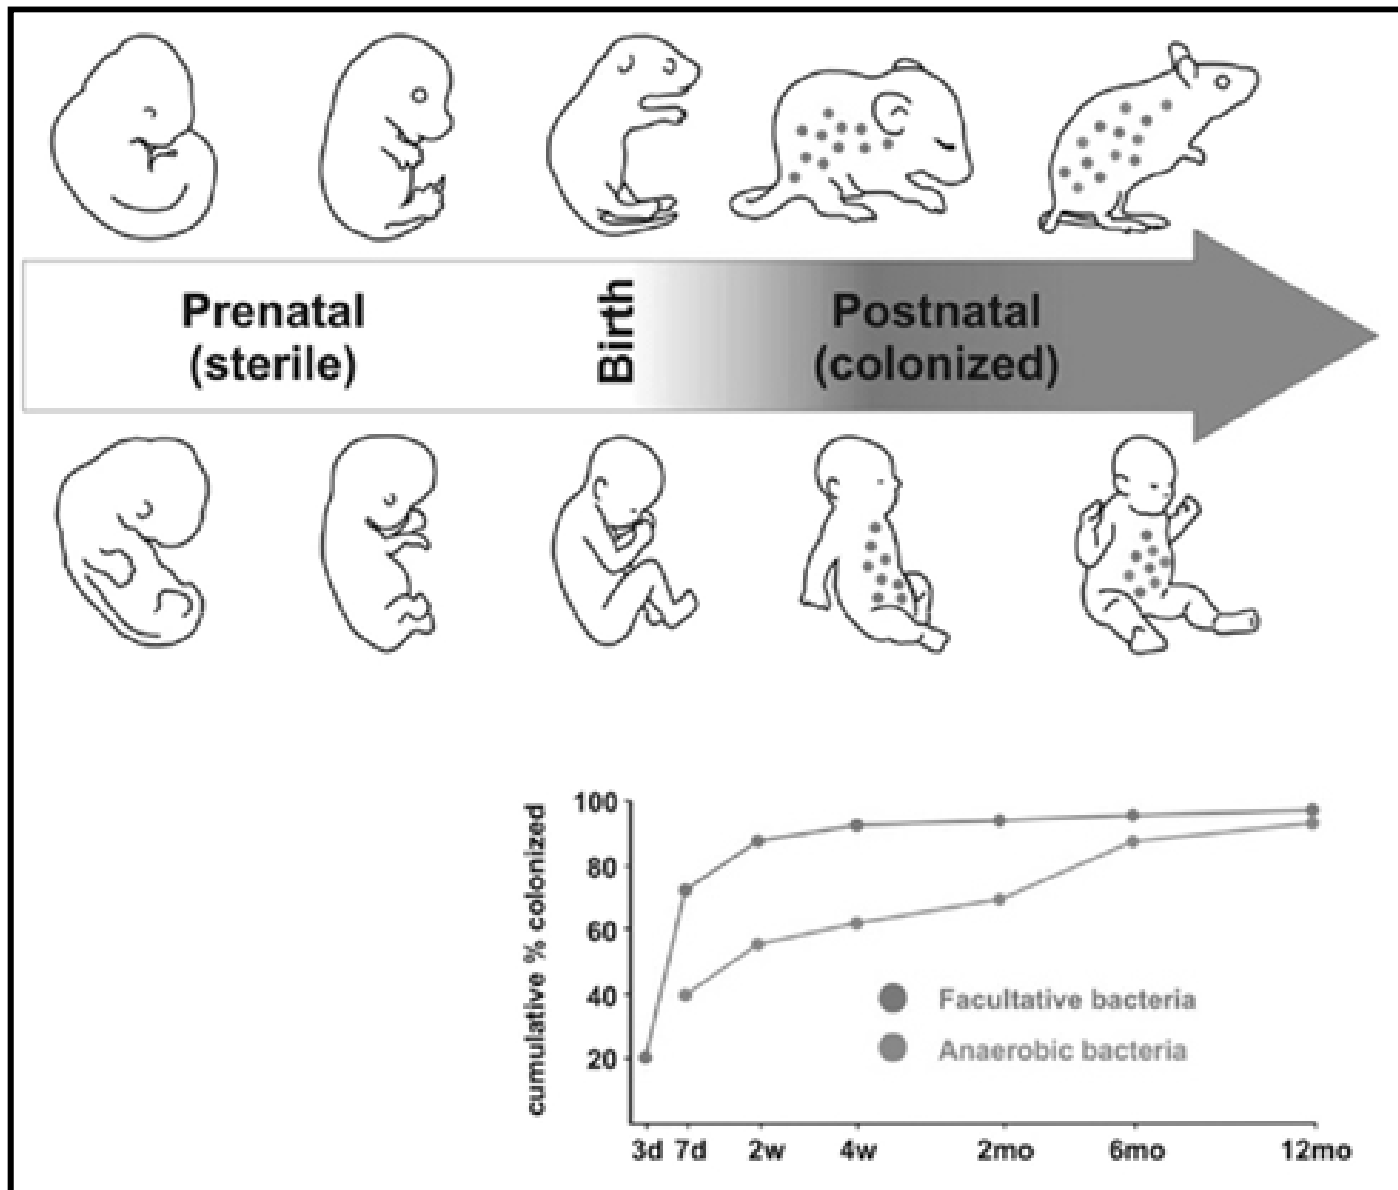 Prenatal
(sterile)
Birth
Postnatal
(colonized)
cumulative % colonized
100
80
60
40
20
Facultative bacteria
Anaerobic bacteria
3d 7d 2w 4w 2mo 6mo 12mo